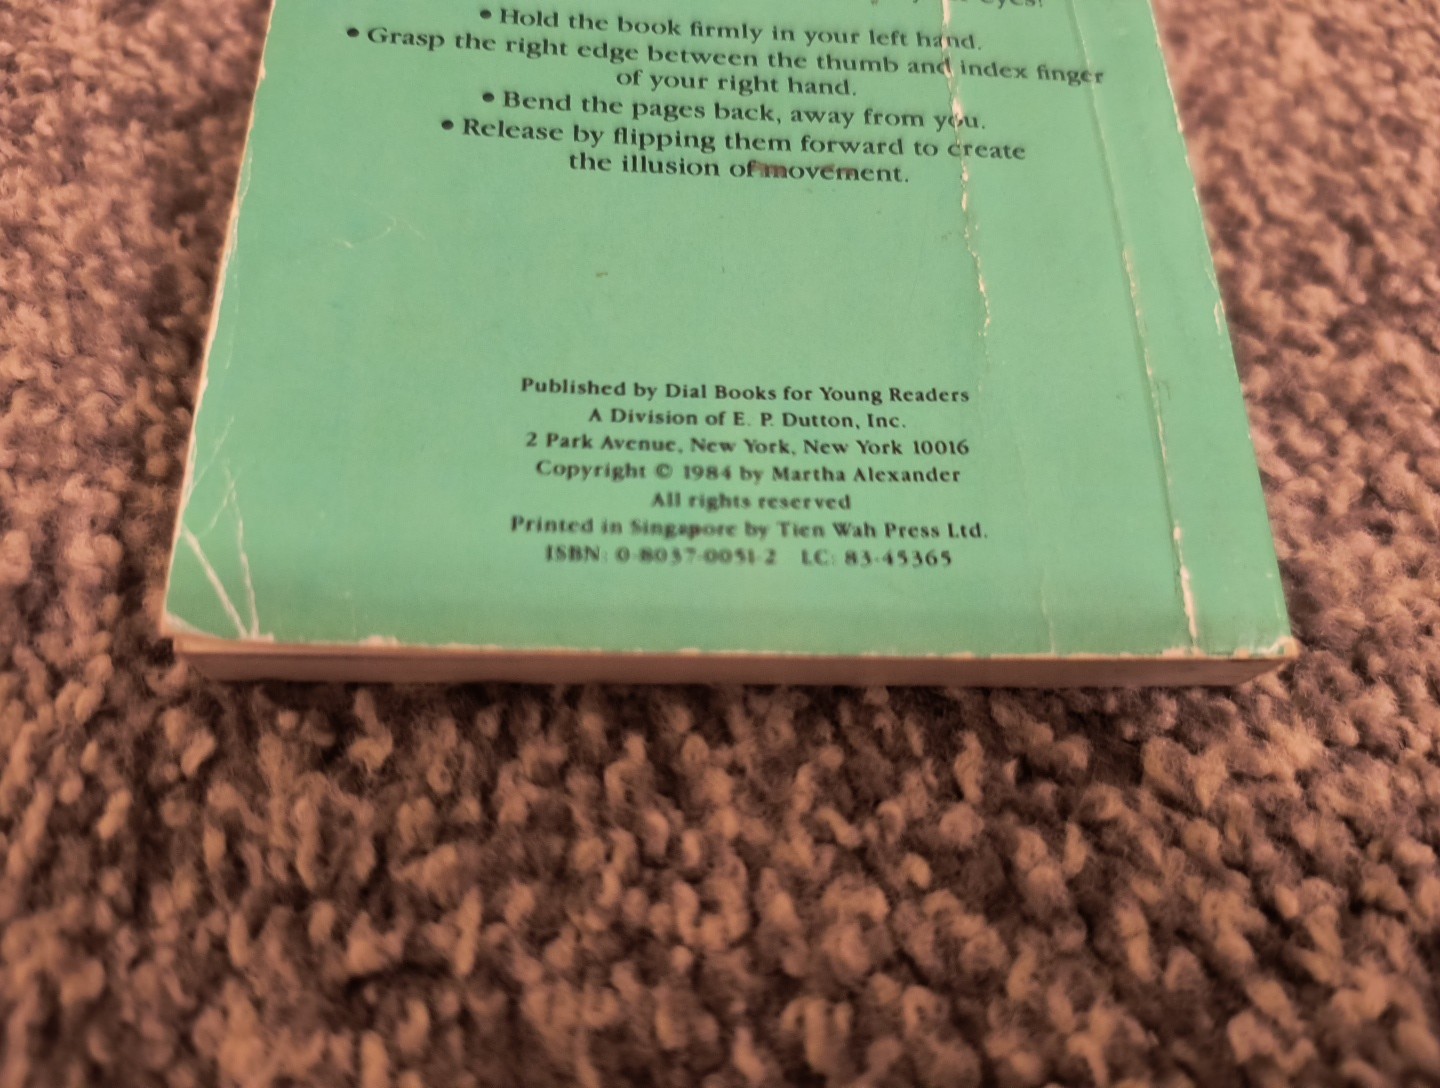 eyes!
• Hold the book firmly in your left hand.
• Grasp the right edge between the thumb and index finger
of your right hand.
• Bend the pages back, away from you.
• Release by flipping them forward to create
the illusion of movement.
Published by Dial Books for Young Readers
A Division of E. P. Dutton, Inc.
2 Park Avenue, New York, New York 10016
Copyright © 1984 by Martha Alexander
All rights reserved
Printed in Singapore by Tien Wah Press Ltd.
ISBN: 0-8037-0051-2 LC: 83-45365